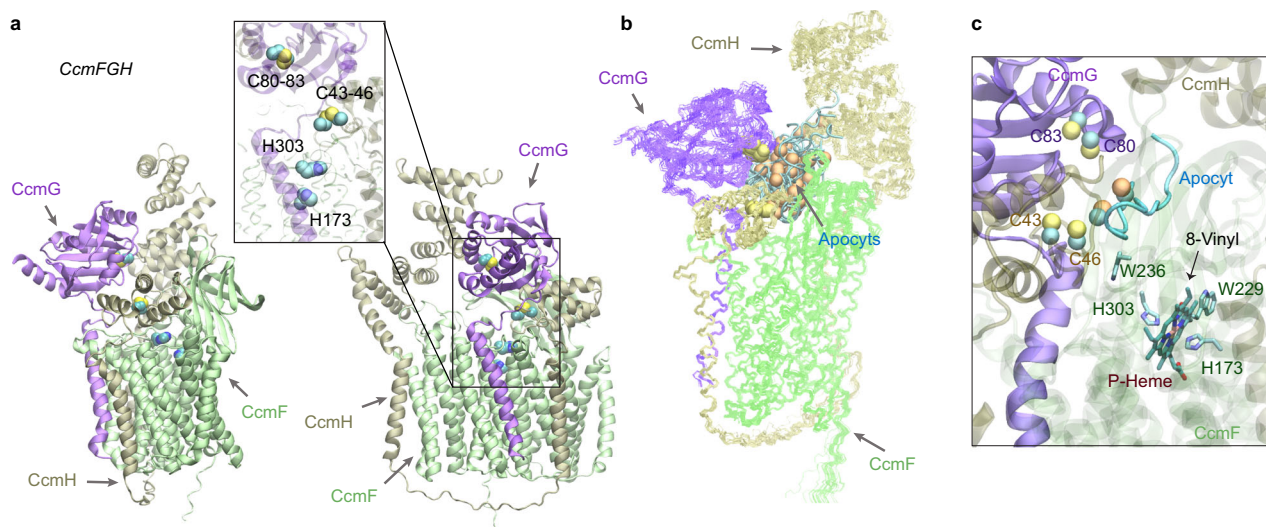 a
CcmFGH
C80-83
C43-46
H303
H173
CcmG
CcmG
CcmH
CcmF
CcmH
CcmF
b
CcmH
CcmG
Apocyts
CcmF
c
CcmG
CcmH
C83
C80
Apocyt
C43
C46
8-Vinyl
W236
W229
H303
H173
P-Heme
CcmF